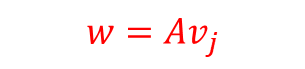 w = Av_j